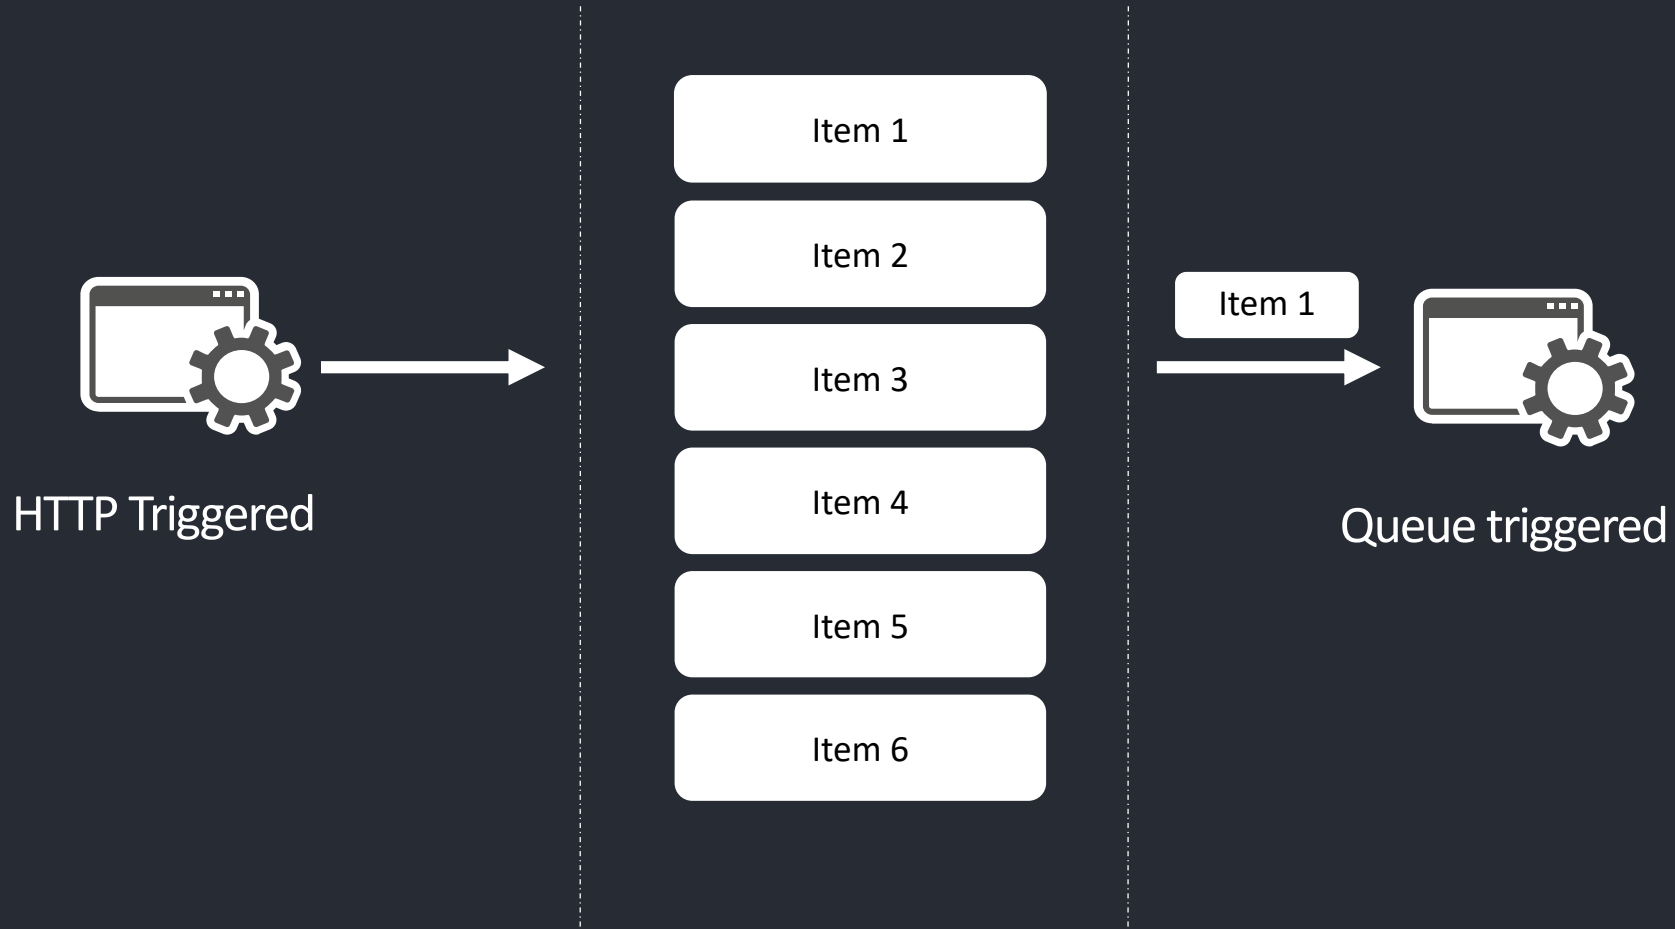 HTTP Triggered
Item 1
Item 2
Item 3
Item 4
Item 5
Item 6
Item 1
Queue triggered